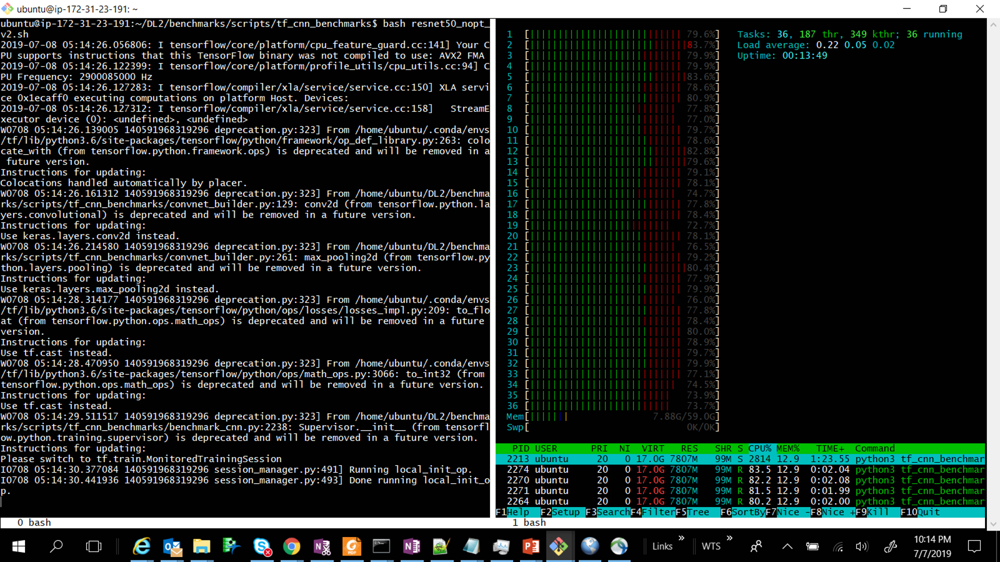 ubuntu@ip-172-31-23-191: ~
ubuntu@ip-172-31-23-191:~/DL2/benchmarks/scripts/tf_cnn_benchmarks$ bash resnet50_nopt_
v2.sh
2019-07-08 05:14:26.056806: I tensorflow/core/platform/cpu_feature_guard.cc:141] Your C
PU supports instructions that this TensorFlow binary was not compiled to use: AVX2 FMA
2019-07-08 05:14:26.122399: I tensorflow/core/platform/profile_utils/cpu_utils.cc:94] C
PU Frequency: 2900085000 Hz
2019-07-08 05:14:26.127283: I tensorflow/compiler/xla/service/service.cc:150] XLA servi
ce 0x1ecaff0 executing computations on platform Host. Devices:
2019-07-08 05:14:26.127312: I tensorflow/compiler/xla/service/service.cc:158]   StreamE
xecutor device (0): <undefined>, <undefined>
W0708 05:14:26.139005 140591968319296 deprecation.py:323] From /home/ubuntu/.conda/envs
/tf/lib/python3.6/site-packages/tensorflow/python/framework/op_def_library.py:263: colo
cate_with (from tensorflow.python.framework.ops) is deprecated and will be removed in a
 future version.
Instructions for updating:
Colocations handled automatically by placer.
W0708 05:14:26.161312 140591968319296 deprecation.py:323] From /home/ubuntu/DL2/benchma
rks/scripts/tf_cnn_benchmarks/convnet_builder.py:129: conv2d (from tensorflow.python.la
yers.convolutional) is deprecated and will be removed in a future version.
Instructions for updating:
Use keras.layers.conv2d instead.
W0708 05:14:26.214580 140591968319296 deprecation.py:323] From /home/ubuntu/DL2/benchma
rks/scripts/tf_cnn_benchmarks/convnet_builder.py:261: max_pooling2d (from tensorflow.py
thon.layers.pooling) is deprecated and will be removed in a future version.
Instructions for updating:
Use keras.layers.max_pooling2d instead.
W0708 05:14:28.314177 140591968319296 deprecation.py:323] From /home/ubuntu/.conda/envs
/tf/lib/python3.6/site-packages/tensorflow/python/ops/losses/losses_impl.py:209: to_flo
at (from tensorflow.python.ops.math_ops) is deprecated and will be removed in a future
version.
Instructions for updating:
Use tf.cast instead.
W0708 05:14:28.470950 140591968319296 deprecation.py:323] From /home/ubuntu/.conda/envs
/tf/lib/python3.6/site-packages/tensorflow/python/ops/math_ops.py:3066: to_int32 (from
tensorflow.python.ops.math_ops) is deprecated and will be removed in a future version.
Instructions for updating:
Use tf.cast instead.
W0708 05:14:29.511517 140591968319296 deprecation.py:323] From /home/ubuntu/DL2/benchma
rks/scripts/tf_cnn_benchmarks/benchmark_cnn.py:2238: Supervisor.__init__ (from tensorfl
ow.python.training.supervisor) is deprecated and will be removed in a future version.
Instructions for updating:
Please switch to tf.train.MonitoredTrainingSession
I0708 05:14:30.377084 140591968319296 session_manager.py:491] Running local_init_op.
I0708 05:14:30.441936 140591968319296 session_manager.py:493] Done running local_init_o
p.
0 bash
1 [79.6%]
2 [83.7%]
3 [79.9%]
4 [79.9%]
5 [83.6%]
6 [78.6%]
7 [80.9%]
8 [77.8%]
9 [77.0%]
10 [79.7%]
11 [78.6%]
12 [82.8%]
13 [79.6%]
14 [79.1%]
15 [78.1%]
16 [74.7%]
17 [77.8%]
18 [78.4%]
19 [72.7%]
20 [78.1%]
21 [76.5%]
22 [79.2%]
23 [80.4%]
24 [77.9%]
25 [79.9%]
26 [76.0%]
27 [77.8%]
28 [78.4%]
29 [80.0%]
30 [78.9%]
31 [79.7%]
32 [79.9%]
33 [77.1%]
34 [74.5%]
35 [73.9%]
36 [73.7%]
Mem[7.88G/59.0G]
Swp[0K/0K]
Tasks: 36, 187 thr, 349 kthr; 36 running
Load average: 0.22 0.05 0.02
Uptime: 00:13:49
PID USER PRI NI VIRT RES SHR S CPU% MEM% TIME+ Command
2213 ubuntu 20 0 17.0G 7807M 99M S 2814 12.9 1:23.55 python3 tf_cnn_benchmar
2274 ubuntu 20 0 17.0G 7807M 99M R 83.5 12.9 0:02.04 python3 tf_cnn_benchmar
2270 ubuntu 20 0 17.0G 7807M 99M R 82.2 12.9 0:02.08 python3 tf_cnn_benchmar
2271 ubuntu 20 0 17.0G 7807M 99M R 81.5 12.9 0:01.99 python3 tf_cnn_benchmar
2264 ubuntu 20 0 17.0G 7807M 99M R 80.2 12.9 0:02.00 python3 tf_cnn_benchmar
F1Help F2Setup F3SearchF4FilterF5Tree F6SortByF7Nice -F8Nice +F9Kill F10Quit
1 bash
Links » WTS »
10:14 PM
7/7/2019